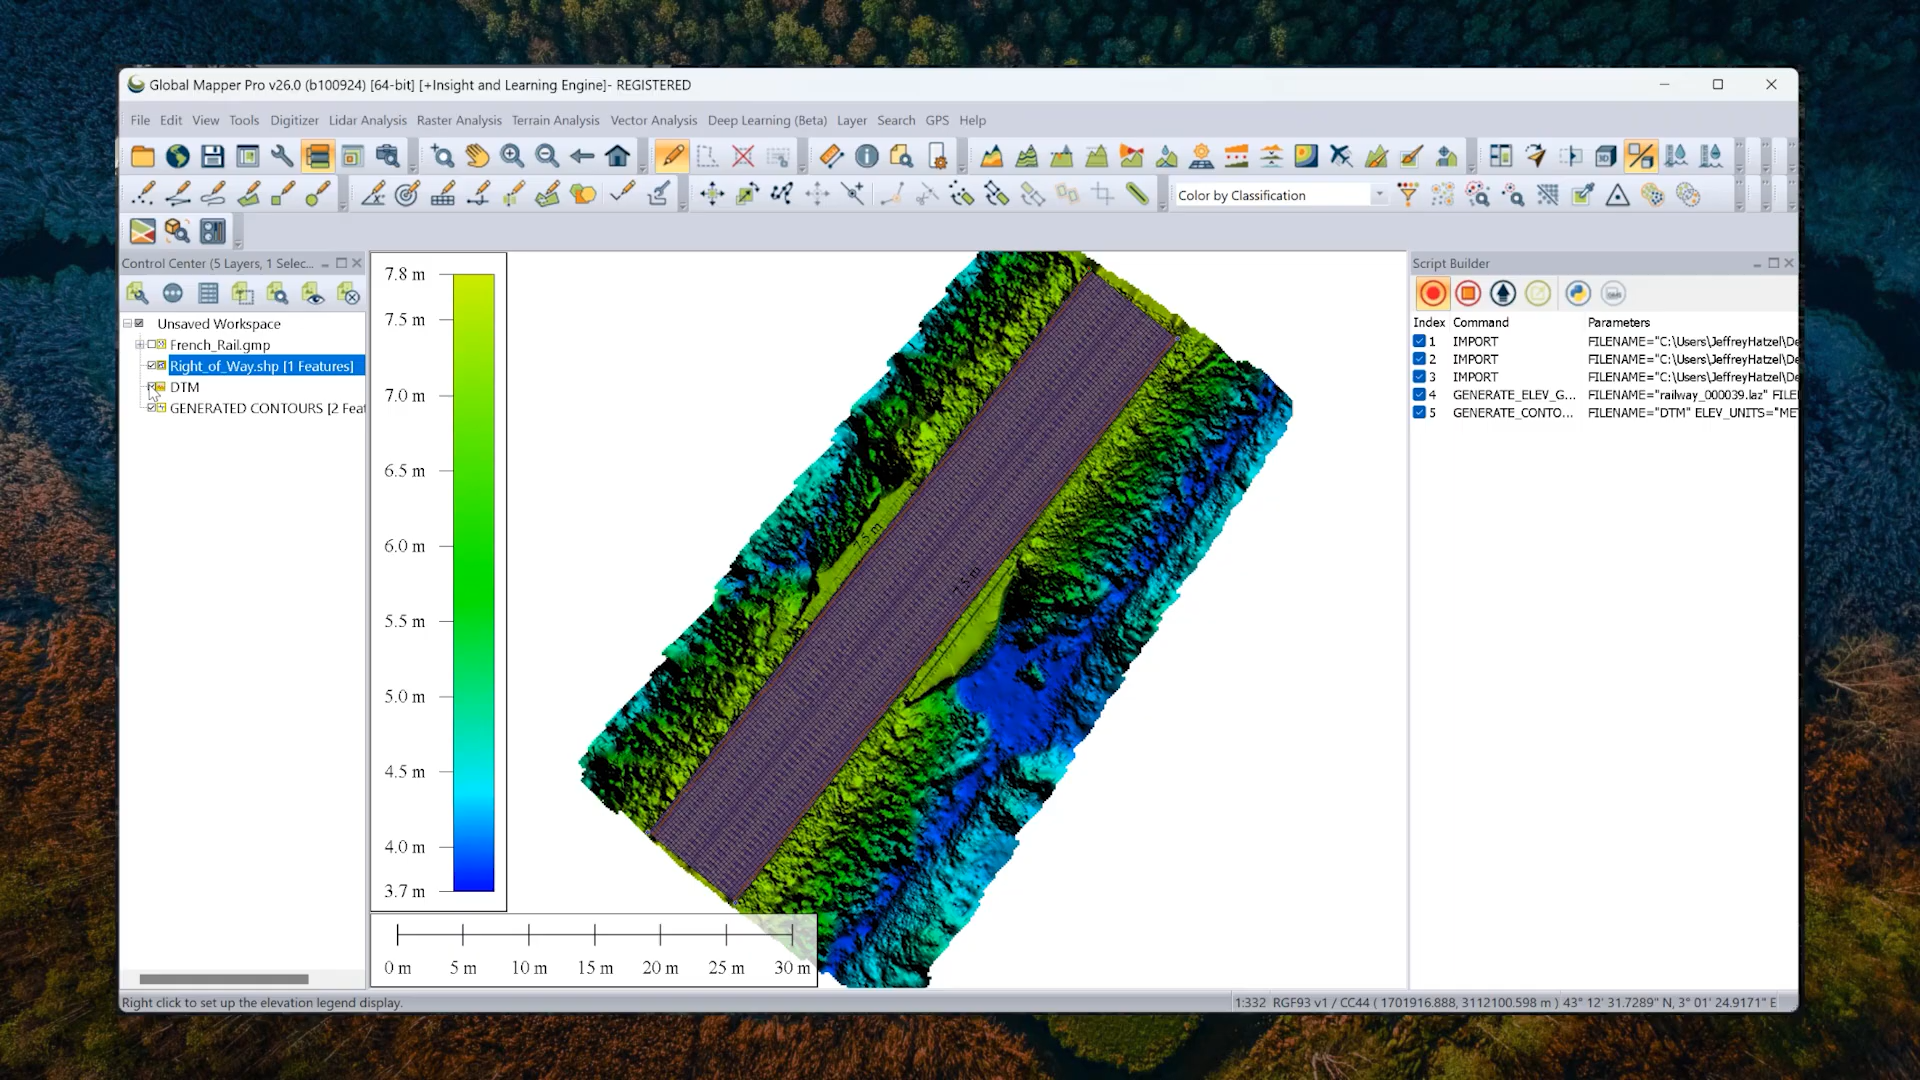 Global Mapper Pro v26.0 (b100924) [64-bit] [+Insight and Learning Engine]- REGISTERED
File Edit View Tools Digitizer Lidar Analysis Raster Analysis Terrain Analysis Vector Analysis Deep Learning (Beta) Layer Search GPS Help
Color by Classification
Control Center (5 Layers, 1 Selec...
Unsaved Workspace
French_Rail.gmp
Right_of_Way.shp [1 Features]
DTM
GENERATED CONTOURS [2 Feat
7.8 m
7.5 m
7.0 m
6.5 m
6.0 m
5.5 m
5.0 m
4.5 m
4.0 m
3.7 m
7.5 m
7.5 m
0 m 5 m 10 m 15 m 20 m 25 m 30 m
Script Builder
Index Command Parameters
1 IMPORT FILENAME="C:\Users\JeffreyHatzel\De
2 IMPORT FILENAME="C:\Users\JeffreyHatzel\De
3 IMPORT FILENAME="C:\Users\JeffreyHatzel\De
4 GENERATE_ELEV_G... FILENAME="railway_000039.laz" FILE
5 GENERATE_CONTO... FILENAME="DTM" ELEV_UNITS="MET
Right click to set up the elevation legend display.
1:332 RGF93 v1 / CC44 ( 1701916.888, 3112100.598 m ) 43° 12' 31.7289" N, 3° 01' 24.9171" E